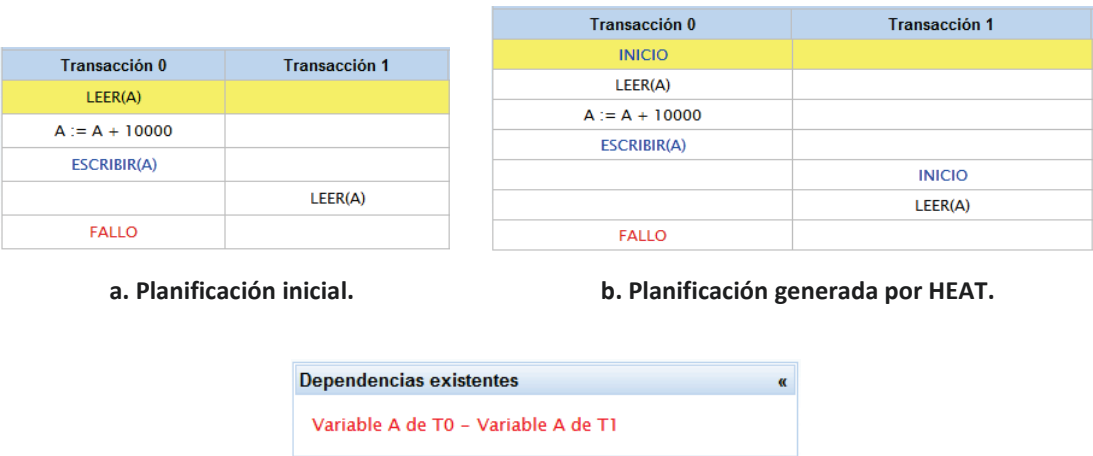 Transacción 0 Transacción 1
LEER(A)
A := A + 10000
ESCRIBIR(A)
LEER(A)
FALLO
a. Planificación inicial.
Transacción 0 Transacción 1
INICIO
LEER(A)
A := A + 10000
ESCRIBIR(A)
INICIO
LEER(A)
FALLO
b. Planificación generada por HEAT.
Dependencias existentes «
Variable A de T0 - Variable A de T1